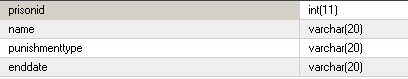 prisonid int(11)
name varchar(20)
punishmenttype varchar(20)
enddate varchar(20)